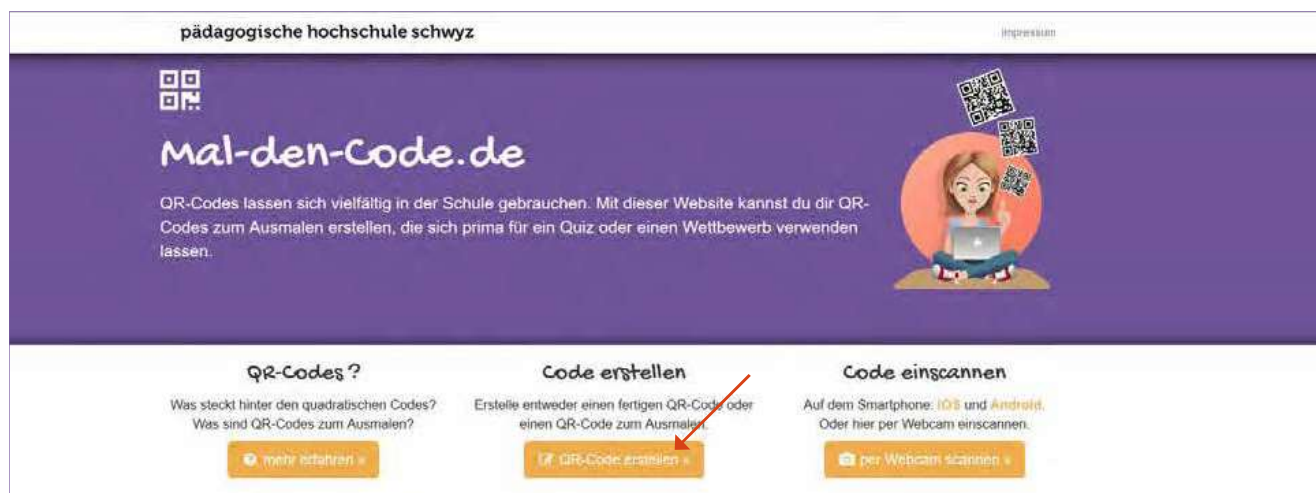 pädagogische hochschule schwyz
Impressum
Mal-den-Code.de
QR-Codes lassen sich vielfältig in der Schule gebrauchen. Mit dieser Website kannst du dir QR-
Codes zum Ausmalen erstellen, die sich prima für ein Quiz oder einen Wettbewerb verwenden
lassen.
QR-Codes?
Was steckt hinter den quadratischen Codes?
Was sind QR-Codes zum Ausmalen?
mehr erfahren »
Code erstellen
Erstelle entweder einen fertigen QR-Code oder
einen QR-Code zum Ausmalen.
QR-Code erstellen »
Code einscannen
Auf dem Smartphone: iOS und Android.
Oder hier per Webcam einscannen.
per Webcam scannen »